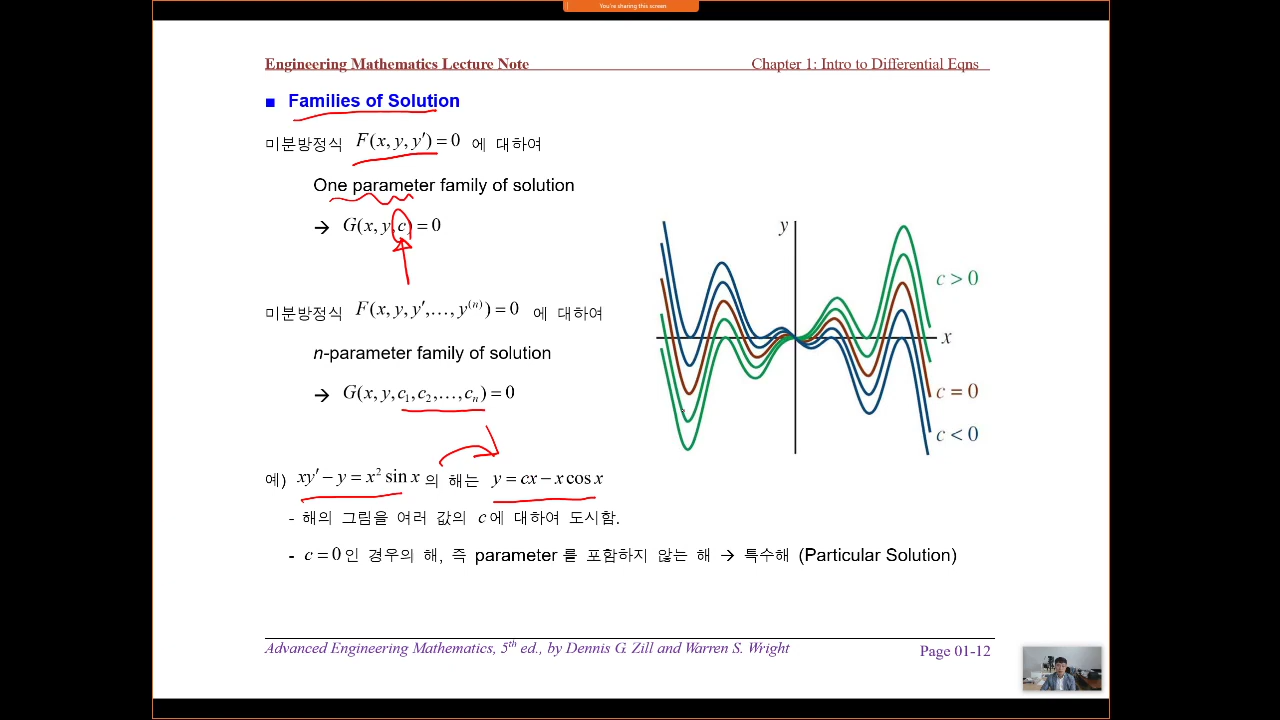 You're sharing this screen
Engineering Mathematics Lecture Note Chapter 1: Intro to Differential Eqns
■ Families of Solution
미분방정식 F(x, y, y′) = 0 에 대하여
One parameter family of solution
→ G(x, y, c) = 0
미분방정식 F(x, y, y′,…, y⁽ⁿ⁾) = 0 에 대하여
n-parameter family of solution
→ G(x, y, c₁, c₂,…, cₙ) = 0
y
c > 0
x
c = 0
c < 0
예) xy′ − y = x² sin x 의 해는 y = cx − x cos x
- 해의 그림을 여러 값의 c 에 대하여 도시함.
- c = 0 인 경우의 해, 즉 parameter 를 포함하지 않는 해 → 특수해 (Particular Solution)
Advanced Engineering Mathematics, 5th ed., by Dennis G. Zill and Warren S. Wright Page 01-12